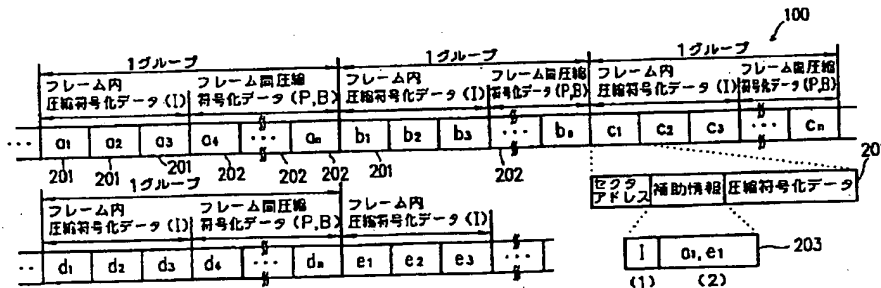 100
1グループ 1グループ 1グループ
フレーム内 フレーム間圧縮 フレーム内 フレーム間圧縮 フレーム内 フレーム間圧縮
圧縮符号化データ(I) 符号化データ(P,B) 圧縮符号化データ(I) 符号化データ(P,B) 圧縮符号化データ(I) 符号化データ(P,B)
… a1 a2 a3 a4 … an b1 b2 b3 … bn c1 c2 c3 … cn
201 201 201 202 202 202 201 202
1グループ
フレーム内 フレーム間圧縮 フレーム内
圧縮符号化データ(I) 符号化データ(P,B) 圧縮符号化データ(I)
… d1 d2 d3 d4 … dn e1 e2 e3 …
セクタ
アドレス 補助情報 圧縮符号化データ
I a1,e1 203
(1) (2)